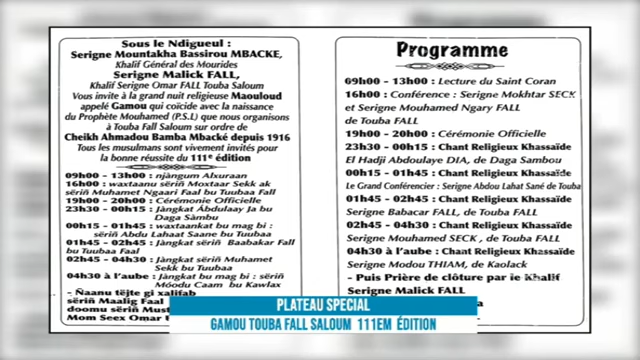 Sous le Ndigueul :
Serigne Mountakha Bassirou MBACKE,
Khalif Général des Mourides
Serigne Malick FALL,
Khalif Serigne Omar FALL Touba Saloum
Vous invite à la grand nuit religieuse Maouloud
appelé Gamou qui coïcide avec la naissance
du Prophète Mouhamed (P.S.L) que nous organisons
à Touba Fall Saloum sur ordre de
Cheikh Ahmadou Bamba Mbacké depuis 1916
Tous les musulmans sont vivement invités pour
la bonne réussite du 111e édition
09h00 - 13h00 : njàngum Alxuraan
16h00 : waxtaanu sëriñ Moxtaar Sekk ak
sëriñ Muhamet Ngaari Faal bu Tuubaa Fall
19h00 - 20h00 : Cérémonie Officielle
23h30 - 00h15 : Jàngkat Ábdulaay Ja bu
Daga Sàmbu
00h15 - 01h45 : waxtaankat bu mag bi :
sëriñ Abdu Lahaat Saane bu Tuubaa
01h45 - 02h45 : Jàngkat sëriñ Baabakar Fall
bu Tuubaa Faal
02h45 - 04h30 : Jàngkat sëriñ Muhamet
Sekk bu Tuubaa
04h30 à l'aube : Jàngkat bu mag bi : sëriñ
Móodu Caam bu Kawlax
- Ñaanu tëjte gi xalifab
sëriñ Maalig Faal
doomu sëriñ Must
Mom Seex Omar F
Programme
09h00 - 13h00 : Lecture du Saint Coran
16h00 : Conférence : Serigne Mokhtar SECK
et Serigne Mouhamed Ngary FALL
de Touba FALL
19h00 - 20h00 : Cérémonie Officielle
23h30 - 00h15 : Chant Religieux Khassaïde
El Hadji Abdoulaye DIA, de Daga Sambou
00h15 - 01h45 : Chant Religieux Khassaïde
Le Grand Conférencier : Serigne Abdou Lahat Sané de Touba
01h45 - 02h45 : Chant Religieux Khassaïde
Serigne Babacar FALL, de Touba FALL
02h45 - 04h30 : Chant Religieux Khassaïde
Serigne Mouhamed SECK , de Touba FALL
04h30 à l'aube : Chant Religieux Khassaïde
Serigne Modou THIAM, de Kaolack
- Puis Prière de clôture par le Khalif
Serigne Malick FALL
PLATEAU SPECIAL
GAMOU TOUBA FALL SALOUM 111EM ÉDITION